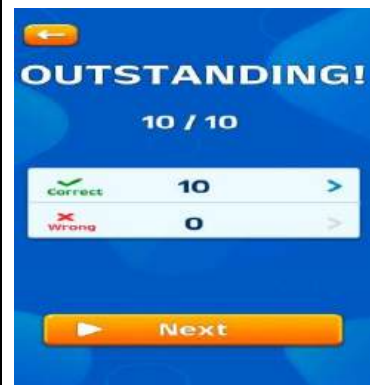 OUTSTANDING!
10 / 10
Correct 10 >
Wrong 0 >
Next